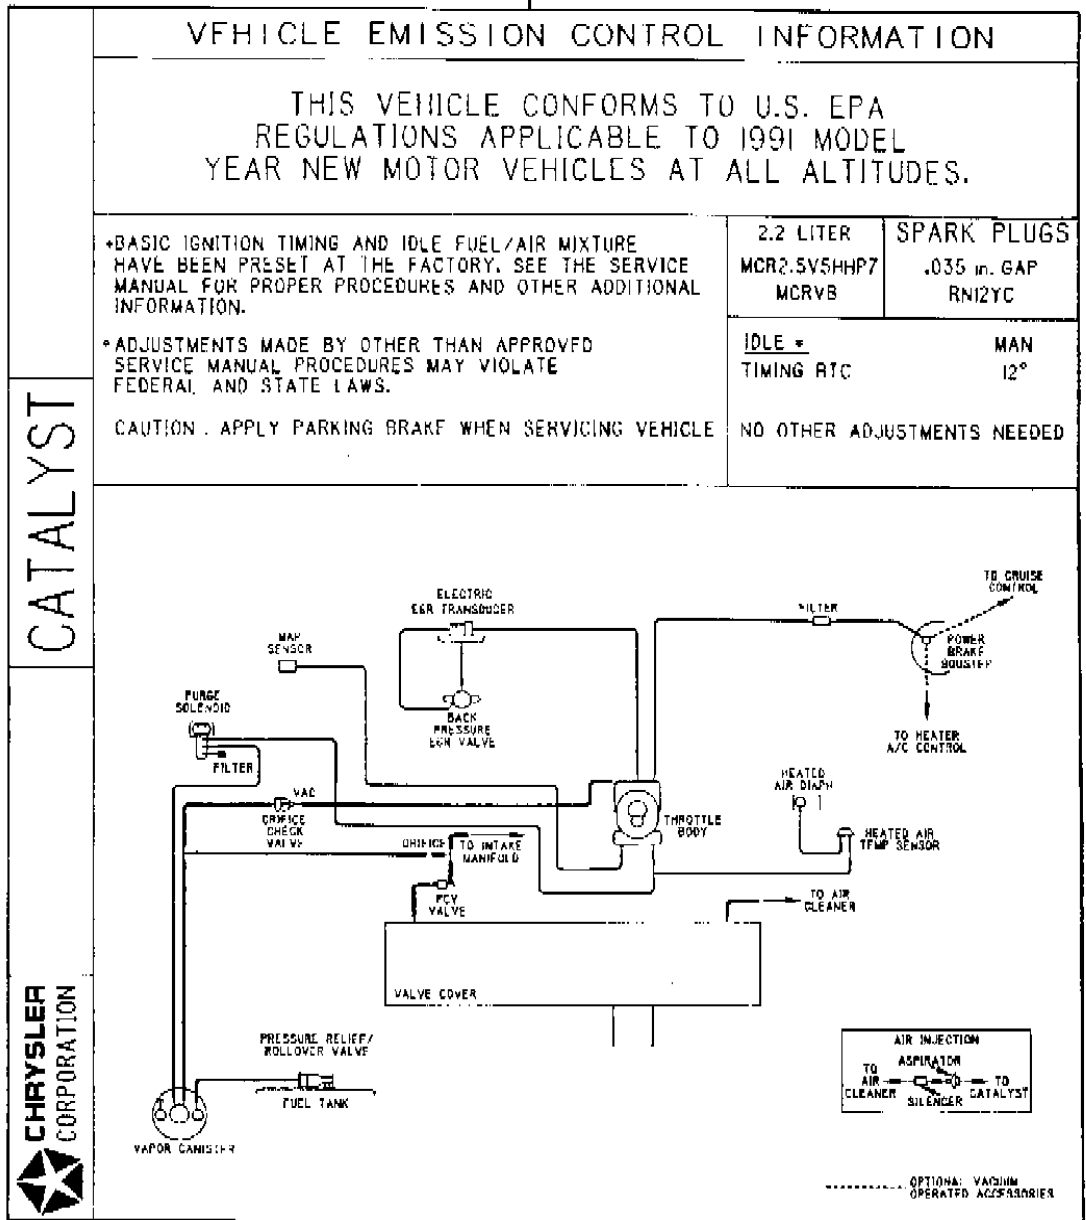 VEHICLE EMISSION CONTROL INFORMATION
THIS VEHICLE CONFORMS TO U.S. EPA
REGULATIONS APPLICABLE TO 1991 MODEL
YEAR NEW MOTOR VEHICLES AT ALL ALTITUDES.
*BASIC IGNITION TIMING AND IDLE FUEL/AIR MIXTURE
HAVE BEEN PRESET AT THE FACTORY. SEE THE SERVICE
MANUAL FOR PROPER PROCEDURES AND OTHER ADDITIONAL
INFORMATION.
*ADJUSTMENTS MADE BY OTHER THAN APPROVED
SERVICE MANUAL PROCEDURES MAY VIOLATE
FEDERAL AND STATE LAWS.
CAUTION. APPLY PARKING BRAKE WHEN SERVICING VEHICLE
2.2 LITER
MCR2.5V5HHP7
MCRVB
SPARK PLUGS
.035 in. GAP
RN12YC
IDLE * MAN
TIMING BTC 12°
NO OTHER ADJUSTMENTS NEEDED
CATALYST
CHRYSLER
CORPORATION
ELECTRIC
EGR TRANSDUCER
MAP
SENSOR
PURGE
SOLENOID
FILTER
BACK
PRESSURE
EGR VALVE
FILTER
TO CRUISE
CONTROL
POWER
BRAKE
BOOSTER
TO HEATER
A/C CONTROL
VAC
ORIFICE
CHECK
VALVE
ORIFICE
TO INTAKE
MANIFOLD
PCV
VALVE
THROTTLE
BODY
HEATED
AIR DIAPH
HEATED AIR
TEMP SENSOR
TO AIR
CLEANER
VALVE COVER
PRESSURE RELIEF/
ROLLOVER VALVE
FUEL TANK
VAPOR CANISTER
AIR INJECTION
ASPIRATOR
TO
AIR
CLEANER
SILENCER
TO
CATALYST
OPTIONAL VACUUM
OPERATED ACCESSORIES